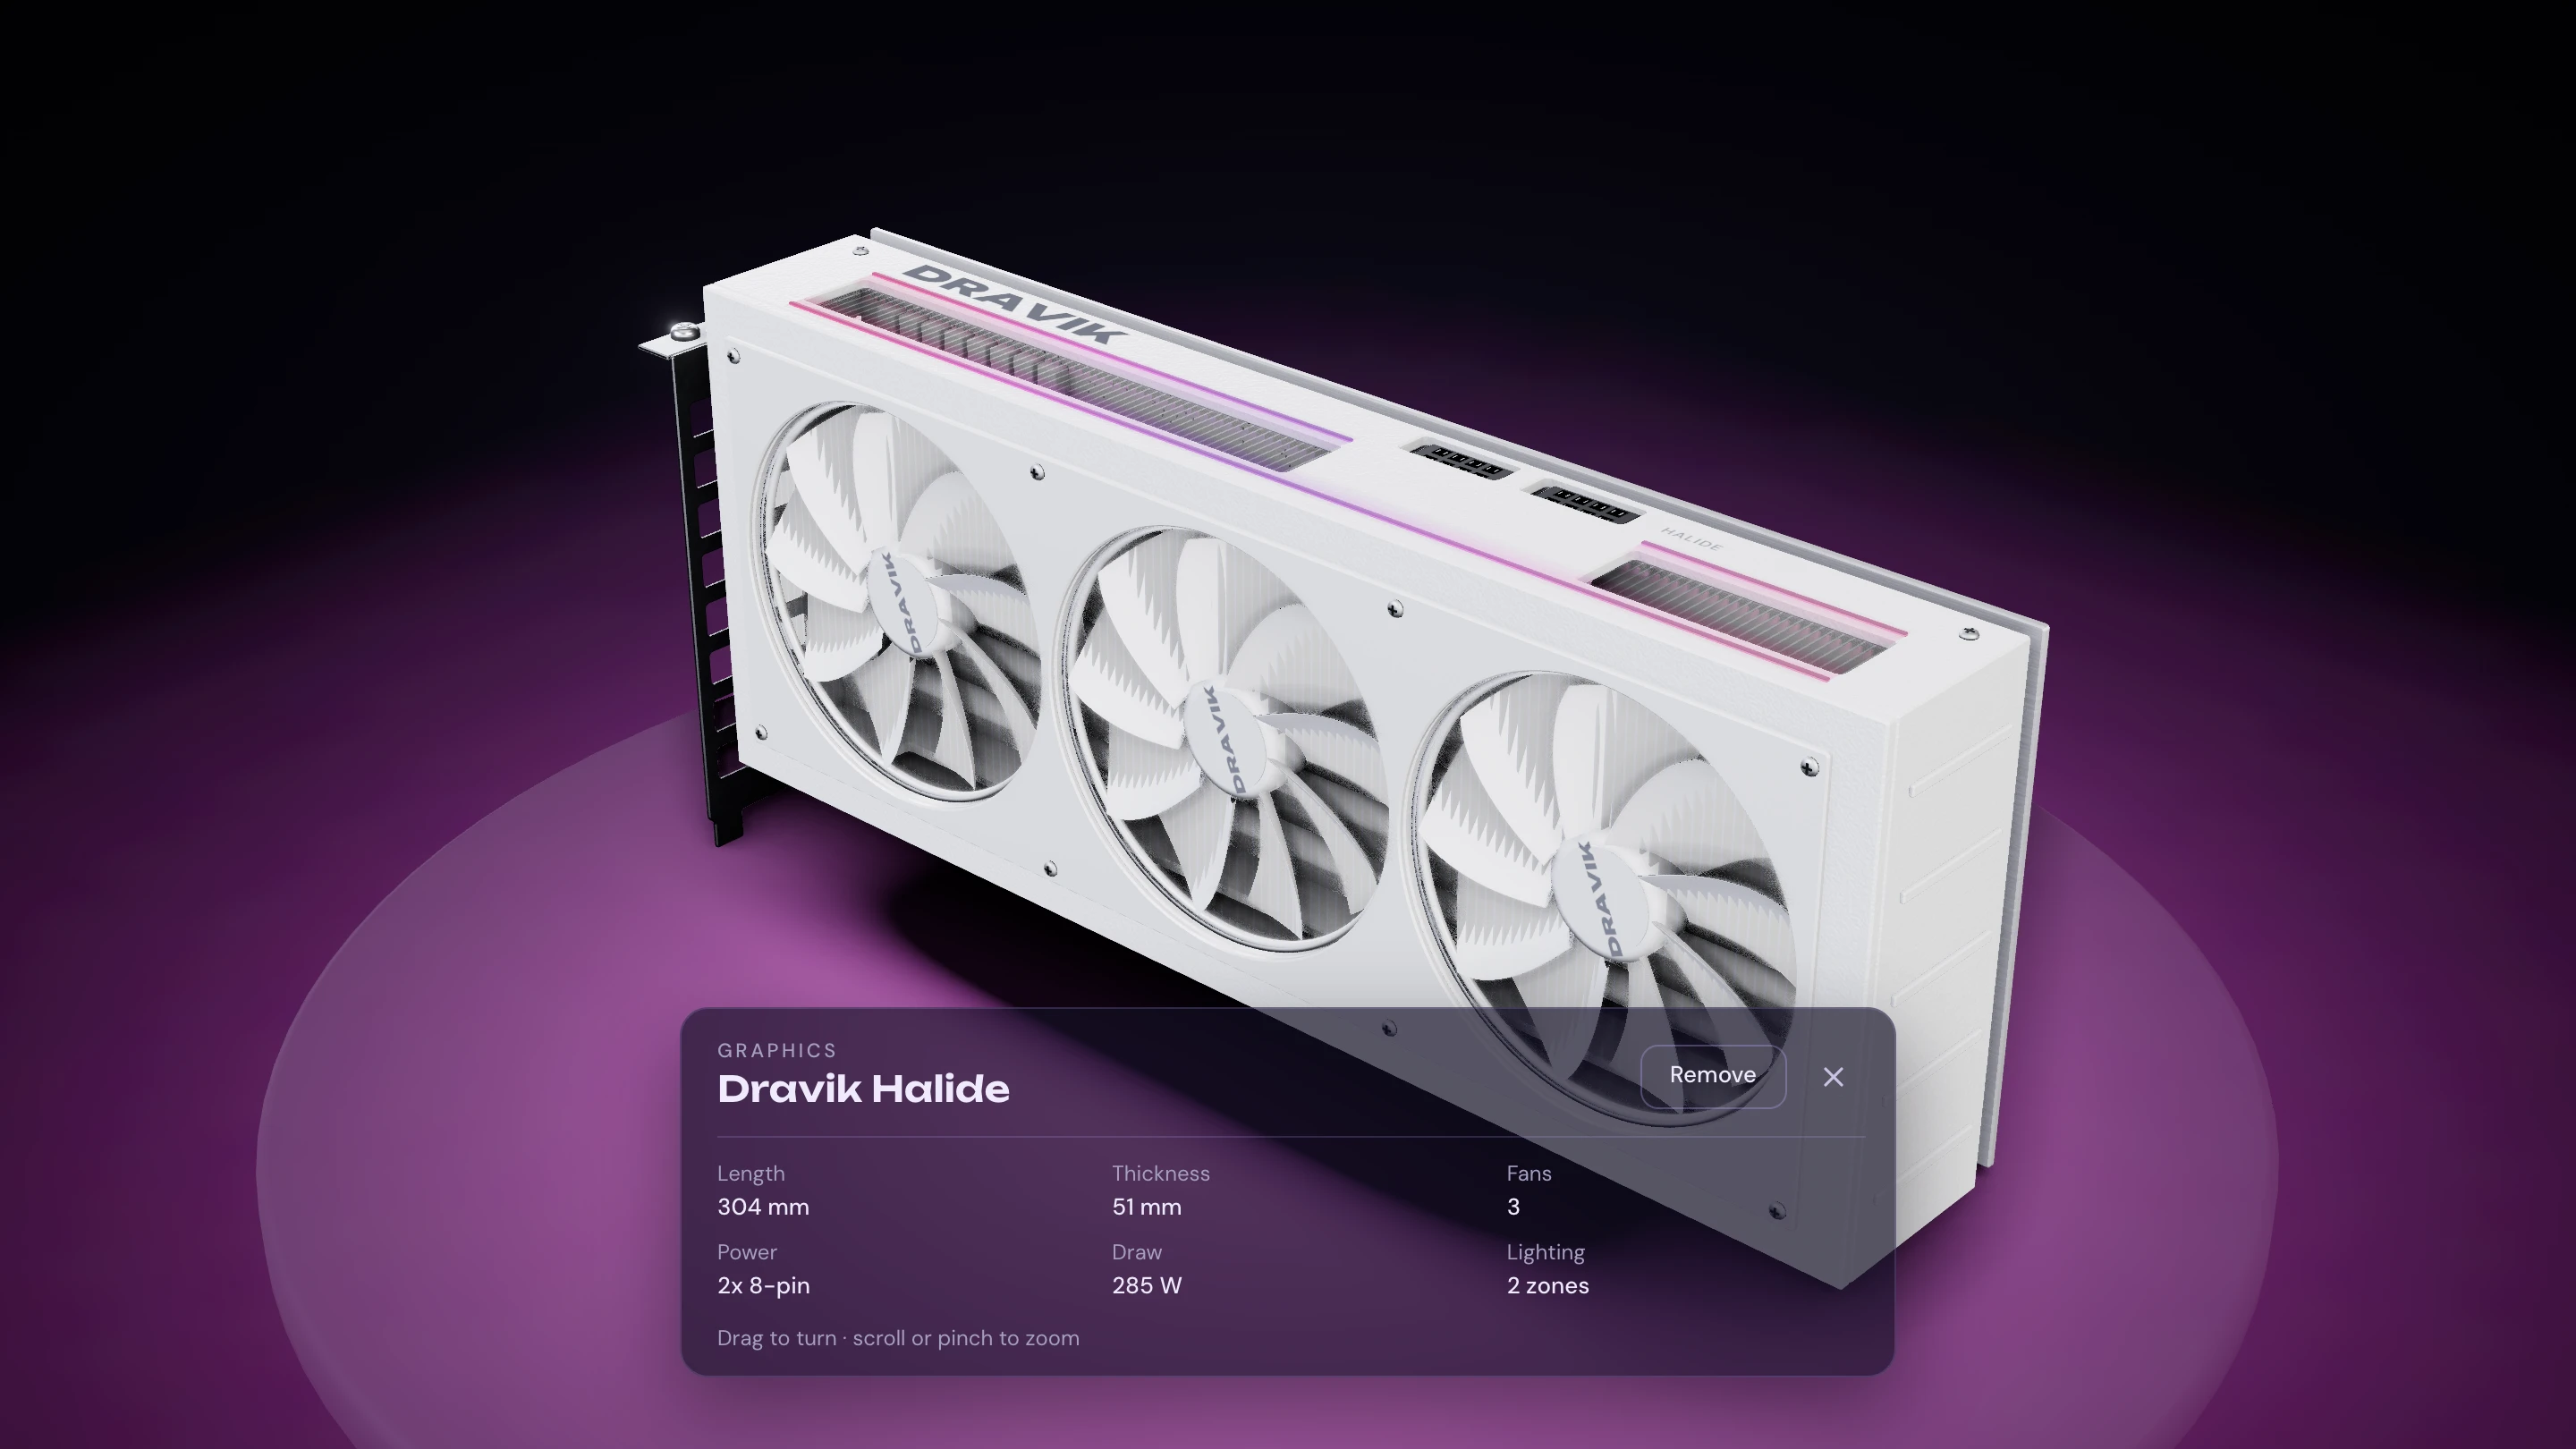 DRAVIK
HALIDE
DRAVIK
DRAVIK
DRAVIK
GRAPHICS
Dravik Halide
Remove
Length
304 mm
Thickness
51 mm
Fans
3
Power
2x 8-pin
Draw
285 W
Lighting
2 zones
Drag to turn · scroll or pinch to zoom